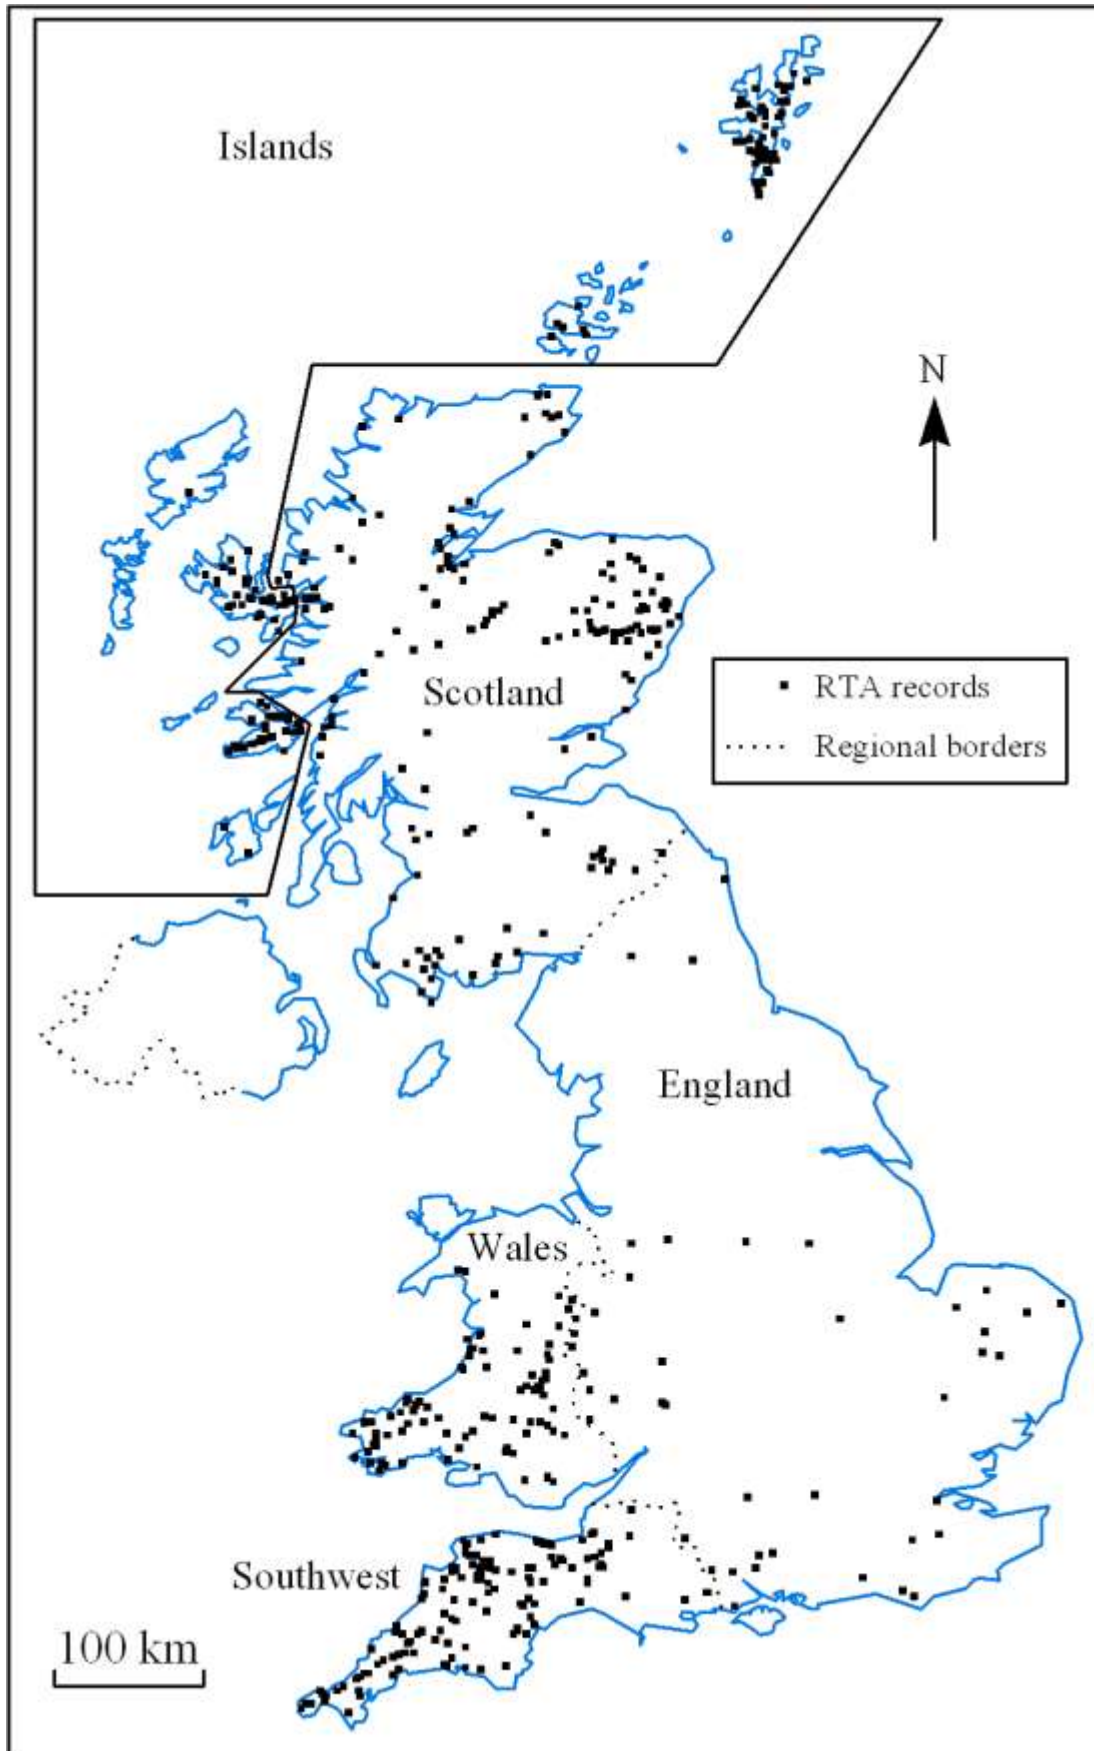 Islands
N
Scotland
RTA records
Regional borders
England
Wales
Southwest
100 km